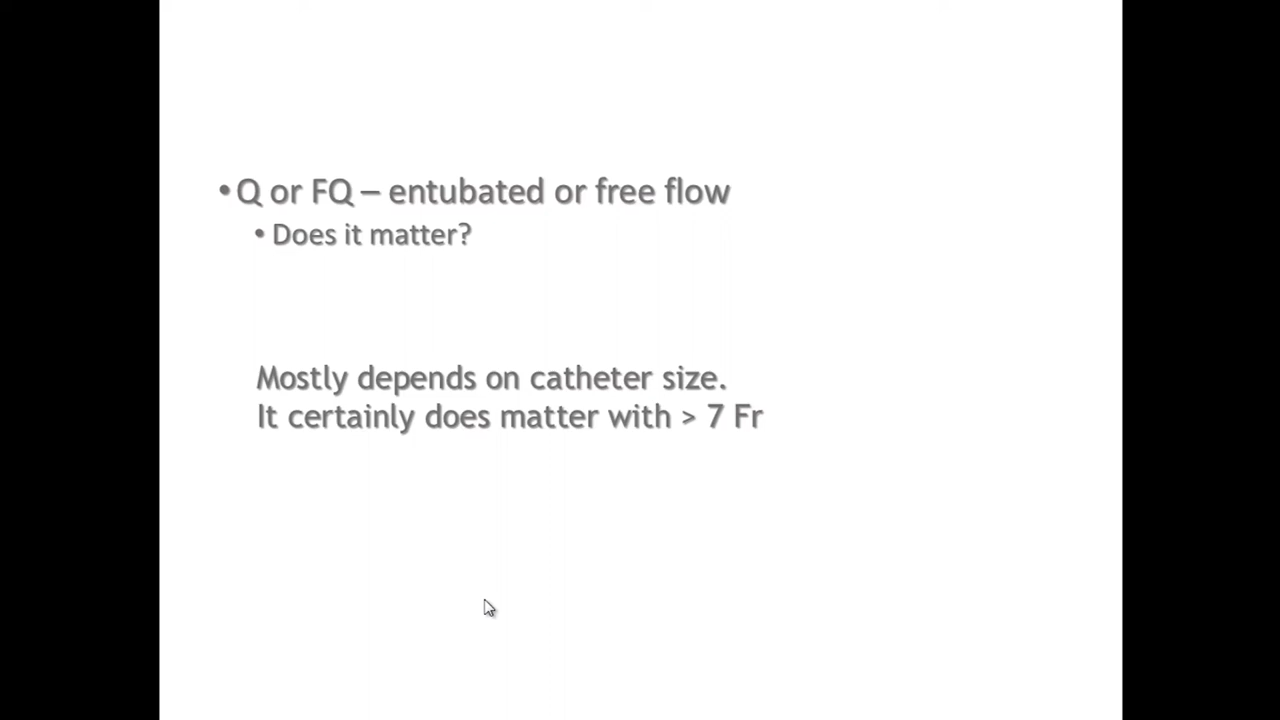 •Q or FQ – entubated or free flow
• Does it matter?
Mostly depends on catheter size.
It certainly does matter with > 7 Fr